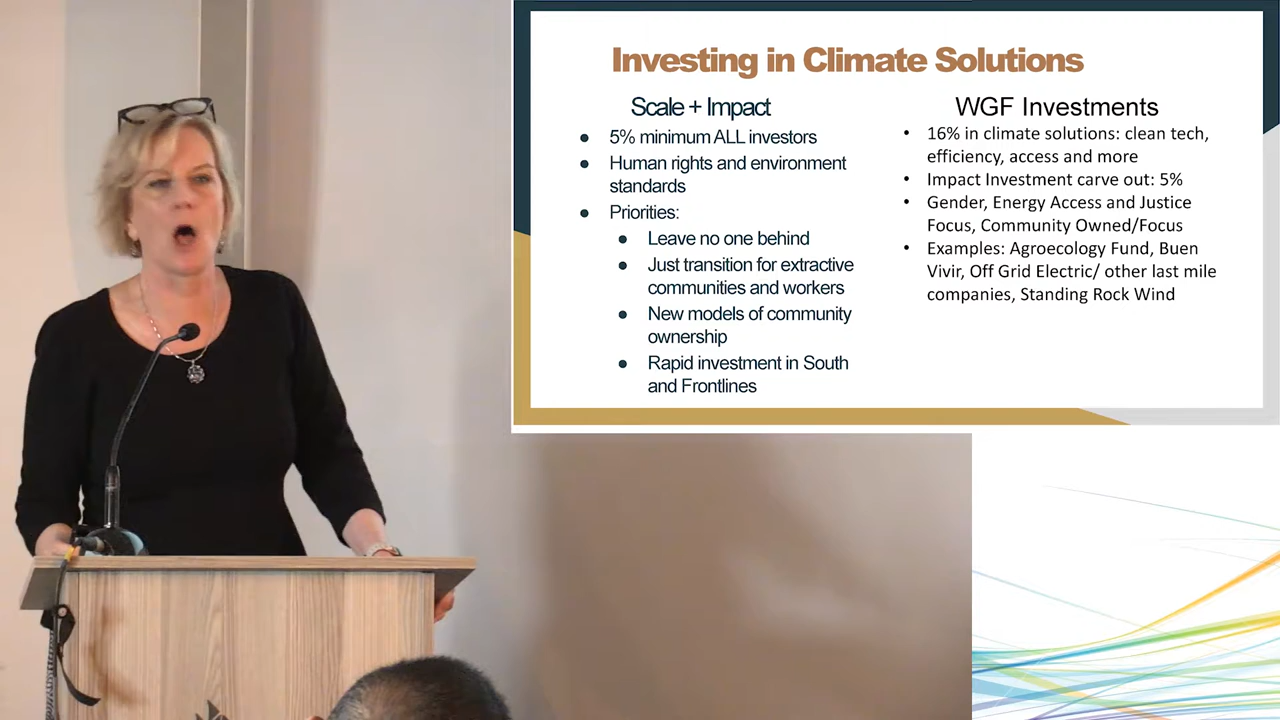 Investing in Climate Solutions
Scale + Impact
5% minimum ALL investors
Human rights and environment
standards
Priorities:
Leave no one behind
Just transition for extractive
communities and workers
New models of community
ownership
Rapid investment in South
and Frontlines
WGF Investments
16% in climate solutions: clean tech,
efficiency, access and more
Impact Investment carve out: 5%
Gender, Energy Access and Justice
Focus, Community Owned/Focus
Examples: Agroecology Fund, Buen
Vivir, Off Grid Electric/ other last mile
companies, Standing Rock Wind